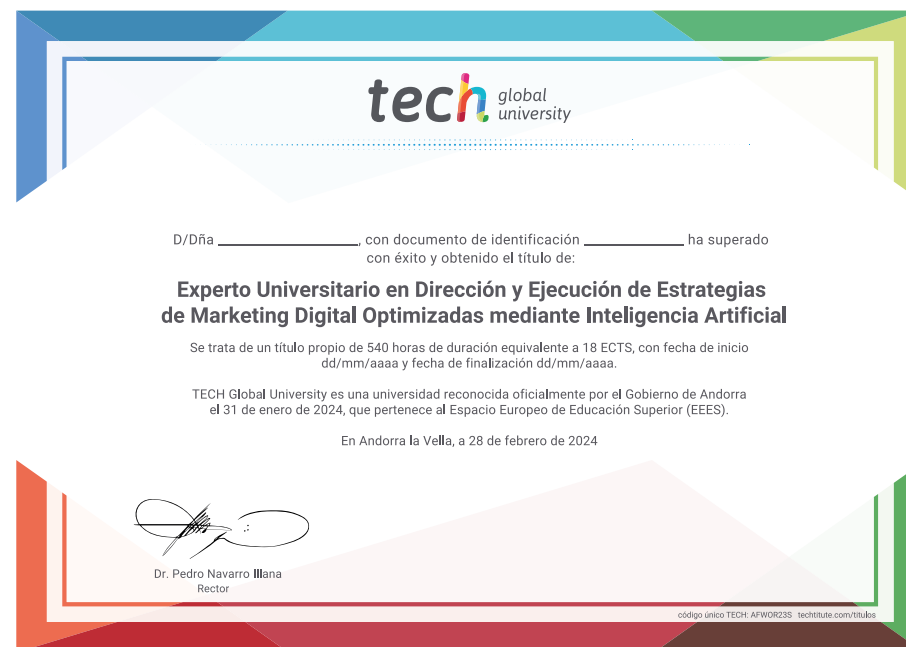 tech global university
D/Dña ____________________, con documento de identificación ______________ ha superado
con éxito y obtenido el título de:
Experto Universitario en Dirección y Ejecución de Estrategias
de Marketing Digital Optimizadas mediante Inteligencia Artificial
Se trata de un título propio de 540 horas de duración equivalente a 18 ECTS, con fecha de inicio
dd/mm/aaaa y fecha de finalización dd/mm/aaaa.
TECH Global University es una universidad reconocida oficialmente por el Gobierno de Andorra
el 31 de enero de 2024, que pertenece al Espacio Europeo de Educación Superior (EEES).
En Andorra la Vella, a 28 de febrero de 2024
Dr. Pedro Navarro Illana
Rector
código único TECH: AFWOR23S techtitute.com/titulos